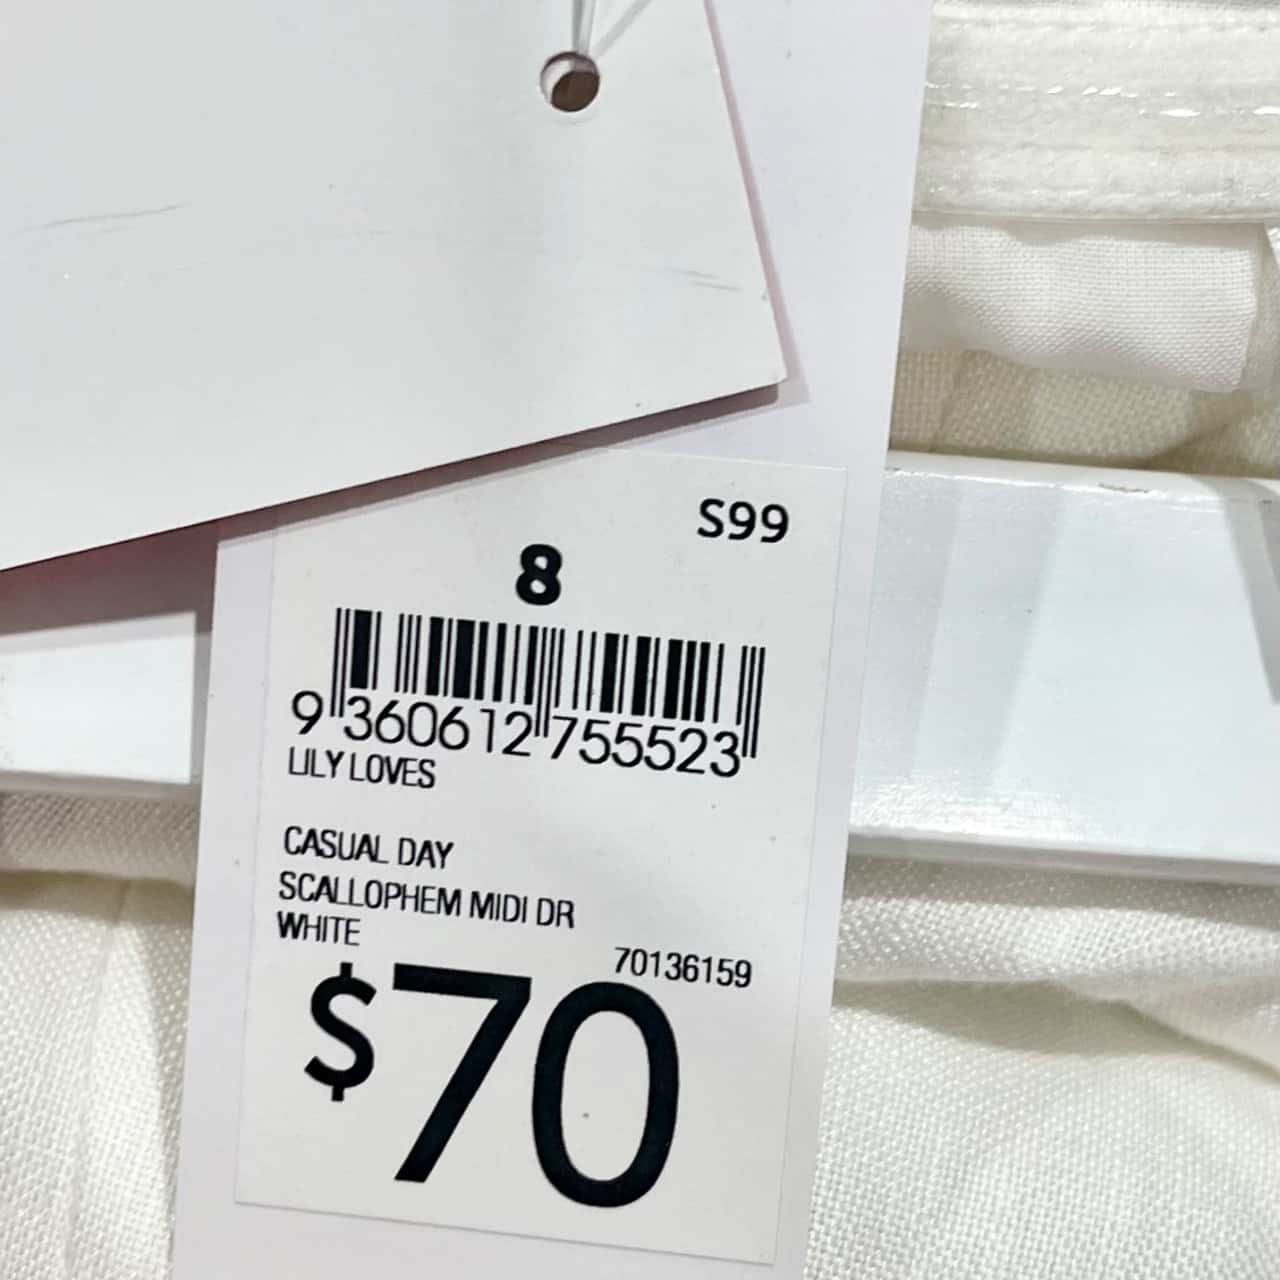 S99
8
9 360612 755523
LILY LOVES
CASUAL DAY
SCALLOPHEM MIDI DR
WHITE
70136159
$70